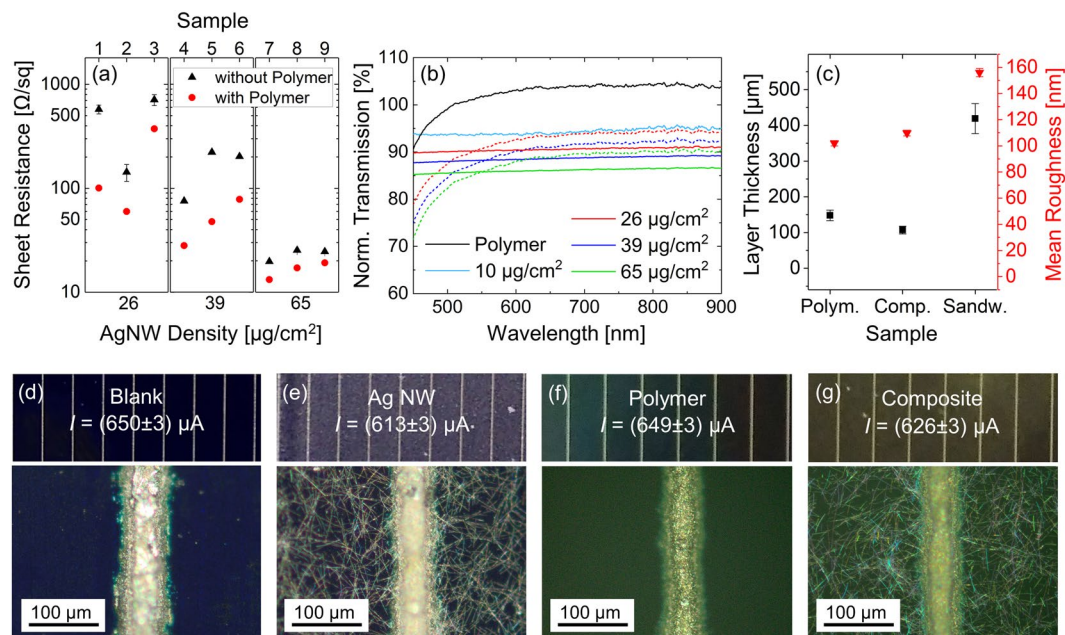 Sample
1 2 3 4 5 6 7 8 9
(a)
without Polymer
with Polymer
Sheet Resistance [Ω/sq]
1000
500
100
50
10
26 39 65
AgNW Density [µg/cm²]
(b)
Norm. Transmission [%]
110
100
90
80
70
60
Polymer
10 µg/cm²
26 µg/cm²
39 µg/cm²
65 µg/cm²
500 600 700 800 900
Wavelength [nm]
(c)
Layer Thickness [µm]
500
400
300
200
100
0
160
140
120
100
80
60
40
20
0
Mean Roughness [nm]
Polym. Comp. Sandw.
Sample
(d)
Blank
I = (650±3) µA
100 µm
(e)
Ag NW
I = (613±3) µA
100 µm
(f)
Polymer
I = (649±3) µA
100 µm
(g)
Composite
I = (626±3) µA
100 µm